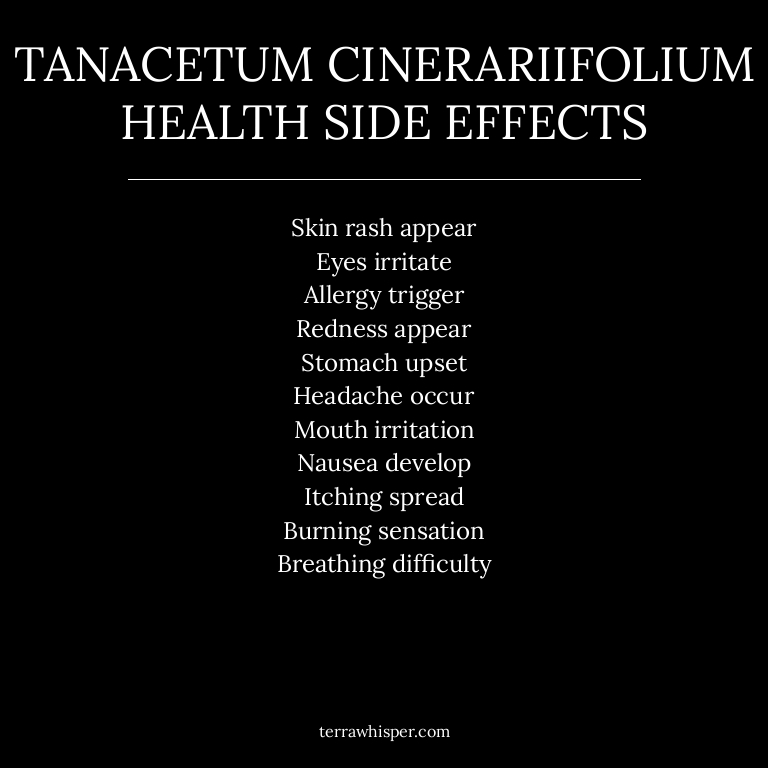 TANACETUM CINERARIIFOLIUM
HEALTH SIDE EFFECTS
Skin rash appear
Eyes irritate
Allergy trigger
Redness appear
Stomach upset
Headache occur
Mouth irritation
Nausea develop
Itching spread
Burning sensation
Breathing difficulty
terrawhisper.com